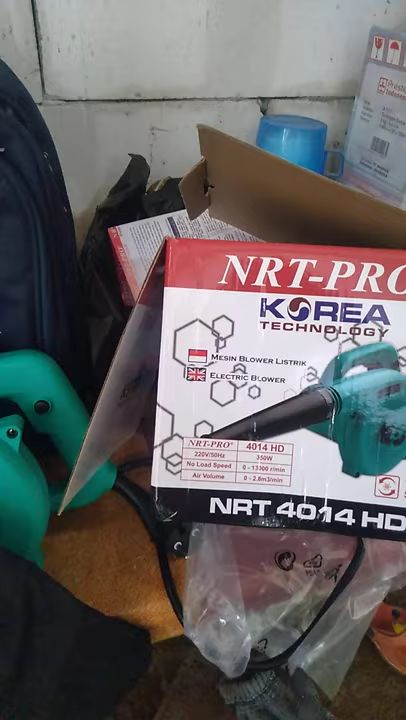 NRT-PRO
KOREA
TECHNOLOGY
MESIN BLOWER LISTRIK
ELECTRIC BLOWER
NRT-PRO® 4014 HD
220V/50Hz 350W
No Load Speed 0 - 13000 r/min
Air Volume 0 - 2.8m3/min
NRT 4014 HD